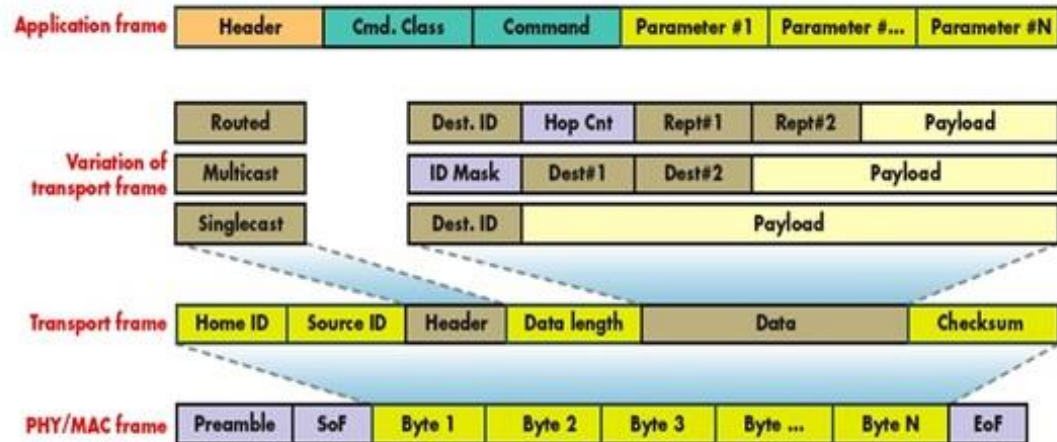 Application frame Header Cmd. Class Command Parameter #1 Parameter #... Parameter #N
Routed Dest. ID Hop Cnt Rept#1 Rept#2 Payload
Variation of
transport frame
Multicast ID Mask Dest#1 Dest#2 Payload
Singlecast Dest. ID Payload
Transport frame Home ID Source ID Header Data length Data Checksum
PHY/MAC frame Preamble SoF Byte 1 Byte 2 Byte 3 Byte ... Byte N EoF